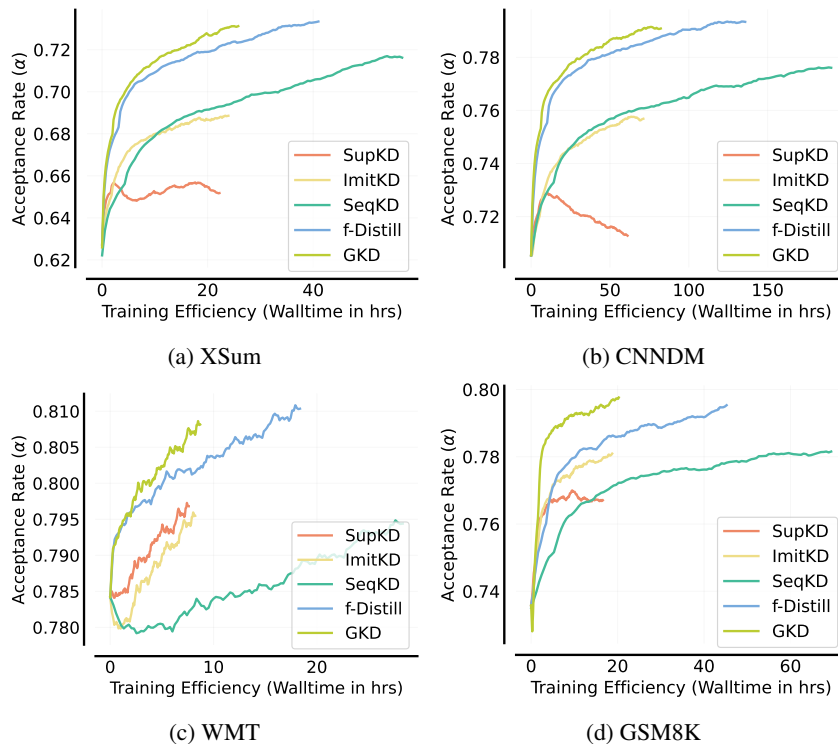 0.72
0.70
0.68
0.66
0.64
0.62
Acceptance Rate (α)
SupKD
ImitKD
SeqKD
f-Distill
GKD
0 20 40
Training Efficiency (Walltime in hrs)
(a) XSum
0.78
0.76
0.74
0.72
Acceptance Rate (α)
SupKD
ImitKD
SeqKD
f-Distill
GKD
0 50 100 150
Training Efficiency (Walltime in hrs)
(b) CNNDM
0.810
0.805
0.800
0.795
0.790
0.785
0.780
Acceptance Rate (α)
SupKD
ImitKD
SeqKD
f-Distill
GKD
0 10 20
Training Efficiency (Walltime in hrs)
(c) WMT
0.80
0.78
0.76
0.74
Acceptance Rate (α)
SupKD
ImitKD
SeqKD
f-Distill
GKD
0 20 40 60
Training Efficiency (Walltime in hrs)
(d) GSM8K